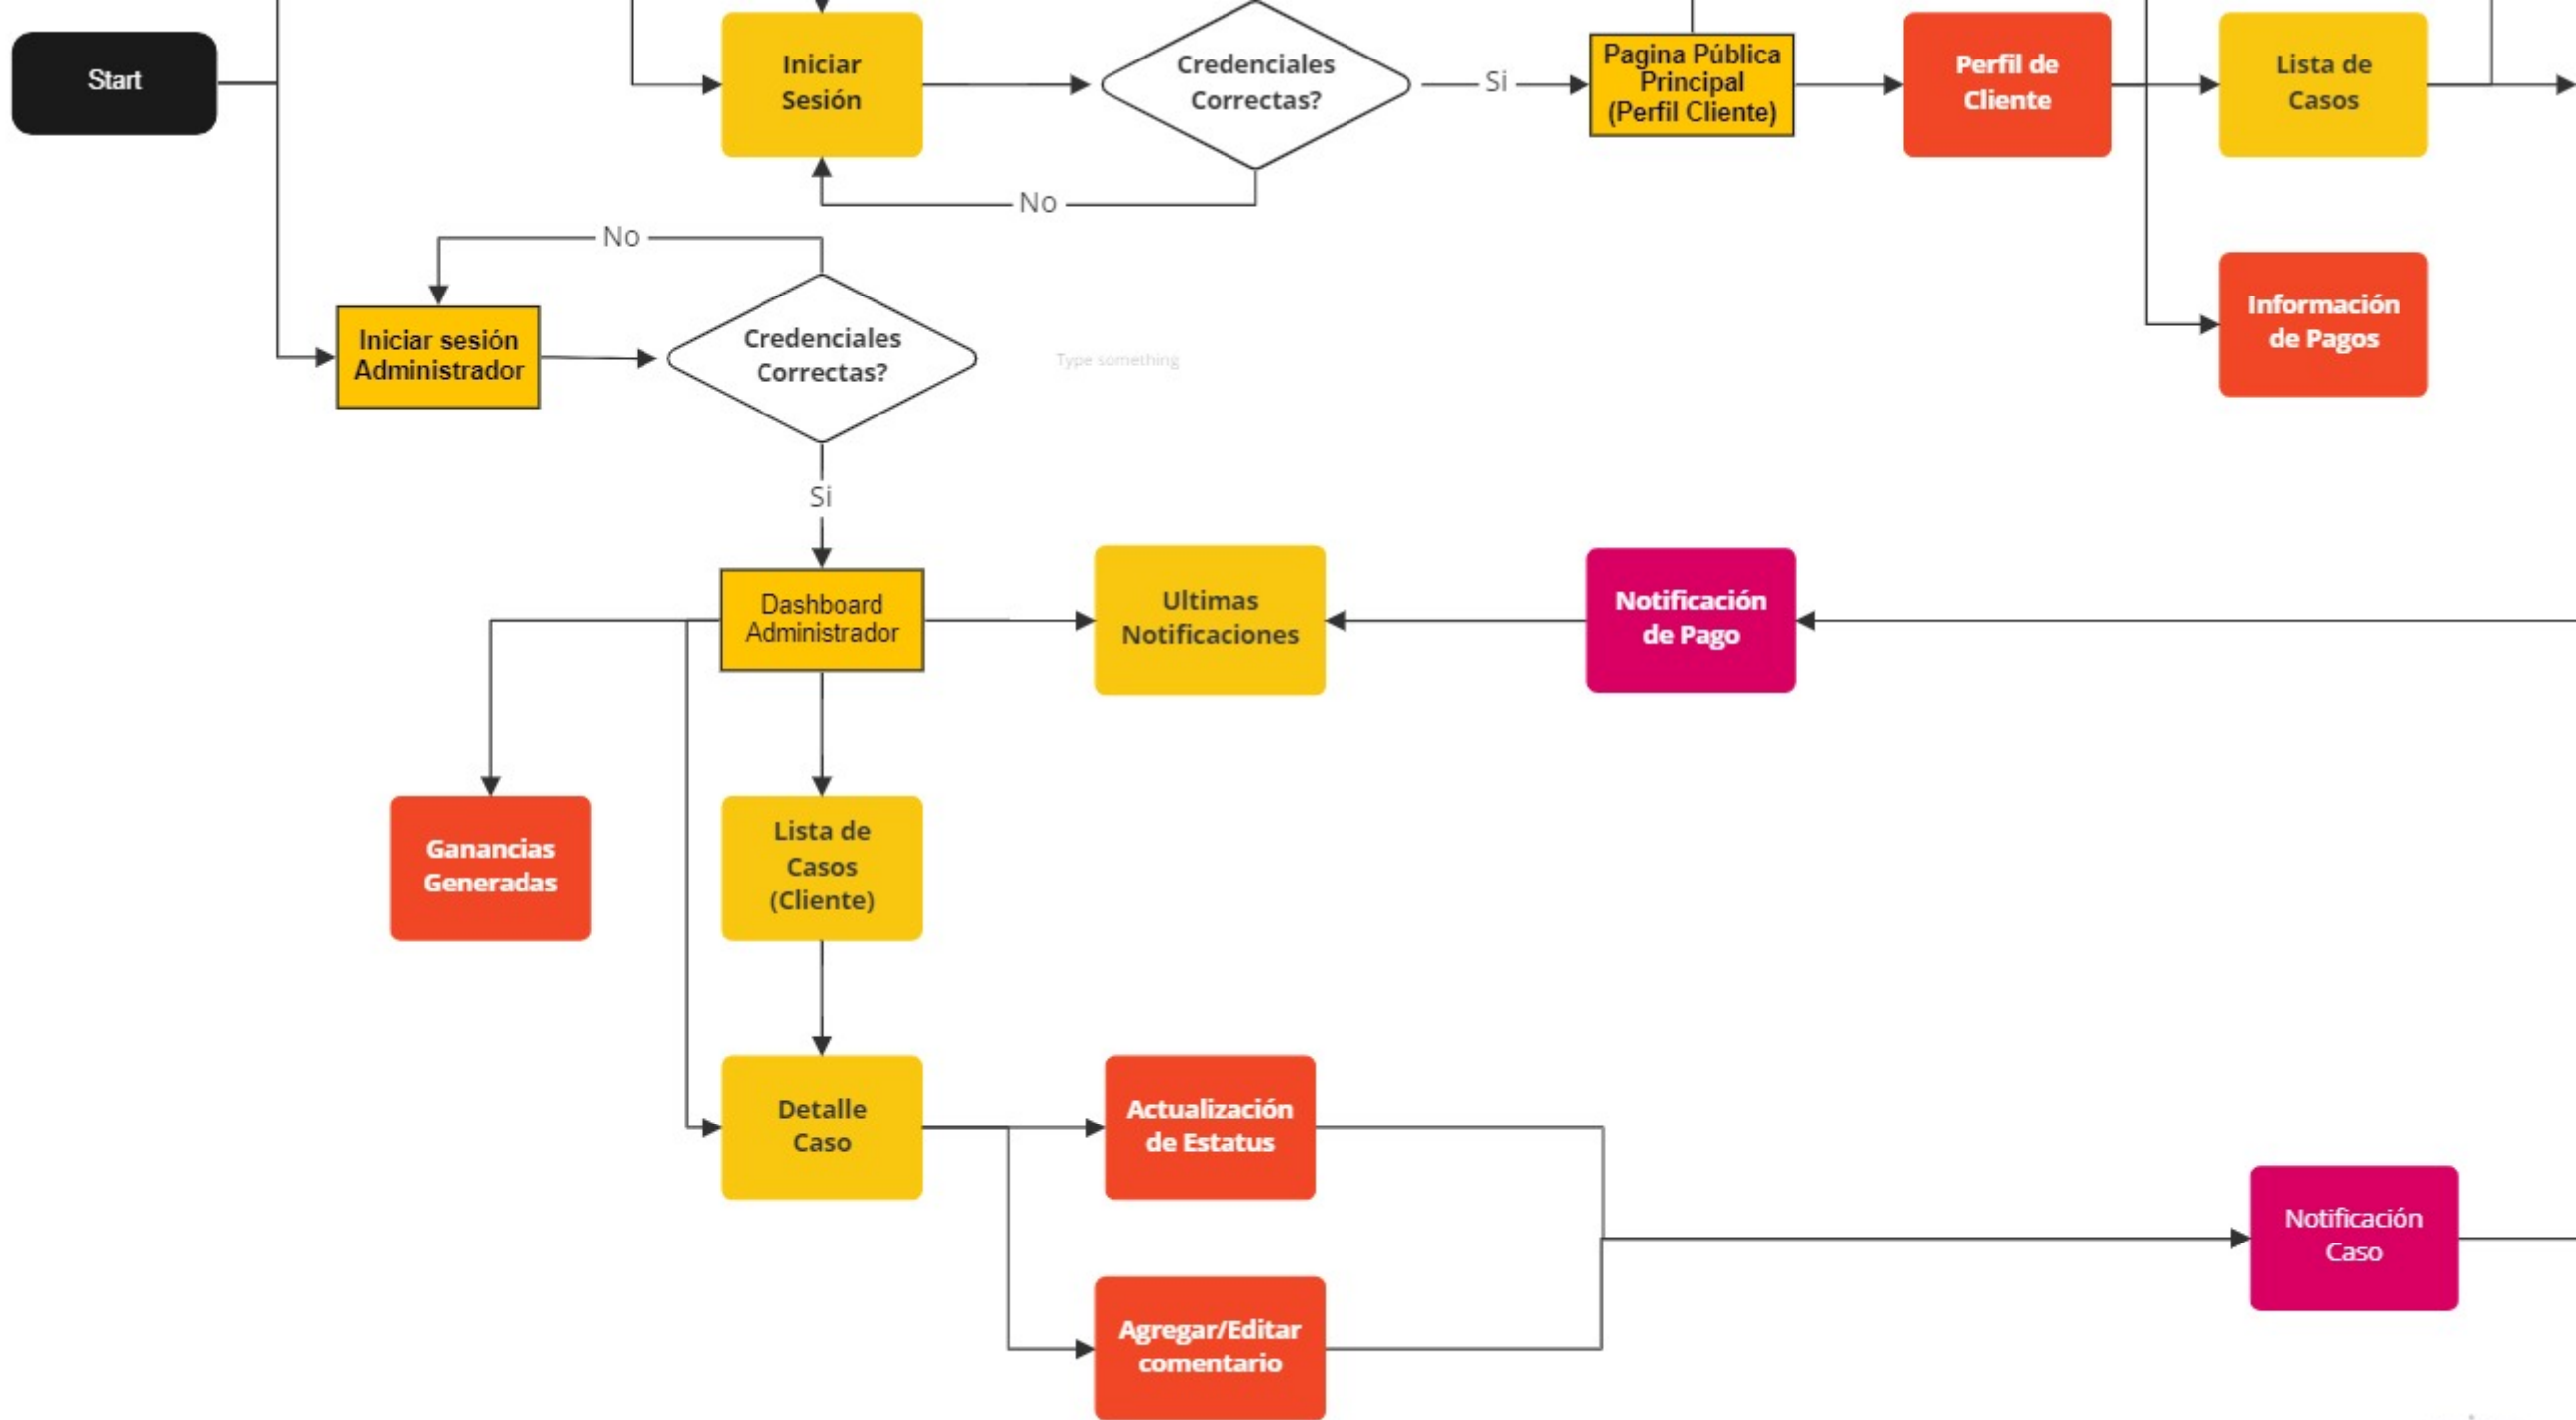 Start
Iniciar
Sesión
Credenciales
Correctas?
Si
Pagina Pública
Principal
(Perfil Cliente)
Perfil de
Cliente
Lista de
Casos
No
No
Iniciar sesión
Administrador
Credenciales
Correctas?
Type something
Información
de Pagos
Si
Dashboard
Administrador
Ultimas
Notificaciones
Notificación
de Pago
Ganancias
Generadas
Lista de
Casos
(Cliente)
Detalle
Caso
Actualización
de Estatus
Notificación
Caso
Agregar/Editar
comentario